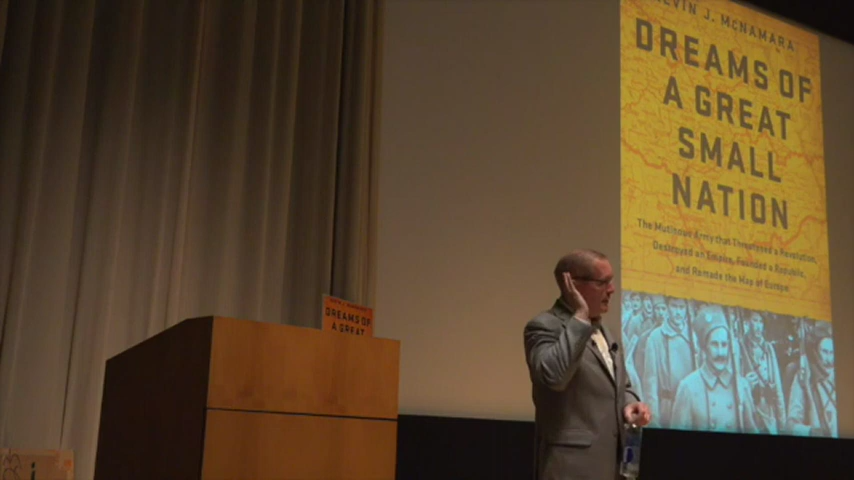 KEVIN J. MCNAMARA
DREAMS OF
A GREAT
SMALL
NATION
The Mutinous Army that Threatened a Revolution,
Destroyed an Empire, Founded a Republic,
and Remade the Map of Europe
DREAMS OF
A GREAT